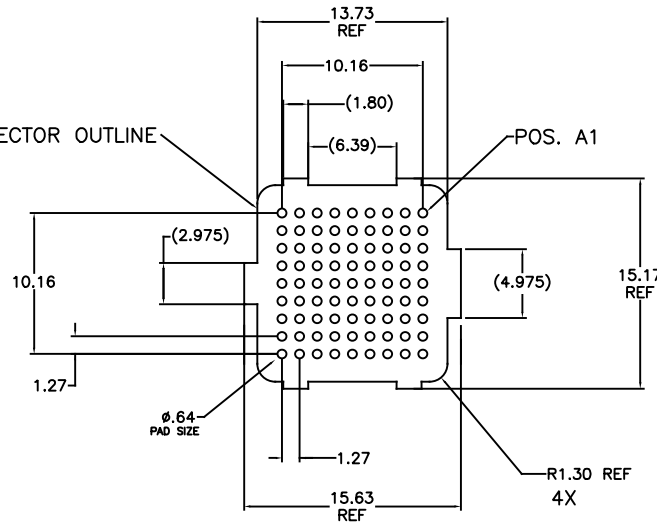 13.73
REF
10.16
(1.80)
ECTOR OUTLINE
(6.39)
POS. A1
(2.975)
10.16
(4.975)
15.17
REF
1.27
Ø.64
PAD SIZE
1.27
R1.30 REF
4X
15.63
REF